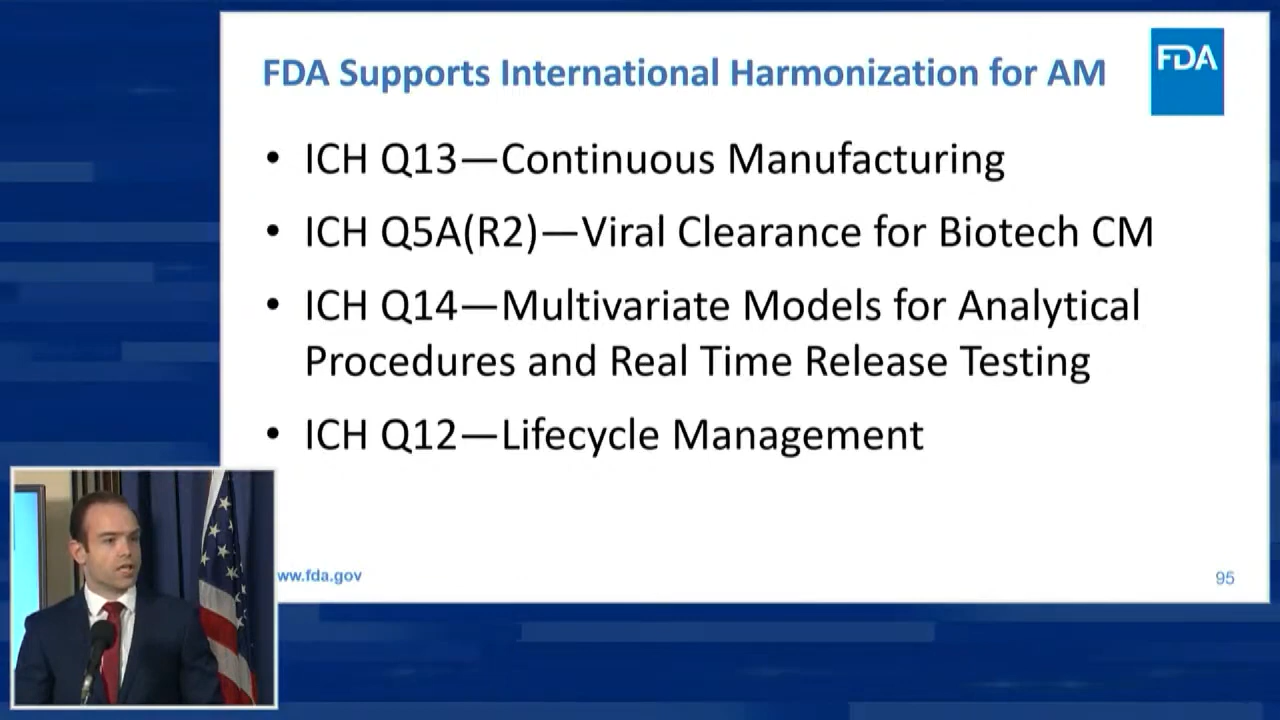 FDA Supports International Harmonization for AM
FDA
• ICH Q13—Continuous Manufacturing
• ICH Q5A(R2)—Viral Clearance for Biotech CM
• ICH Q14—Multivariate Models for Analytical
Procedures and Real Time Release Testing
• ICH Q12—Lifecycle Management
ww.fda.gov
95